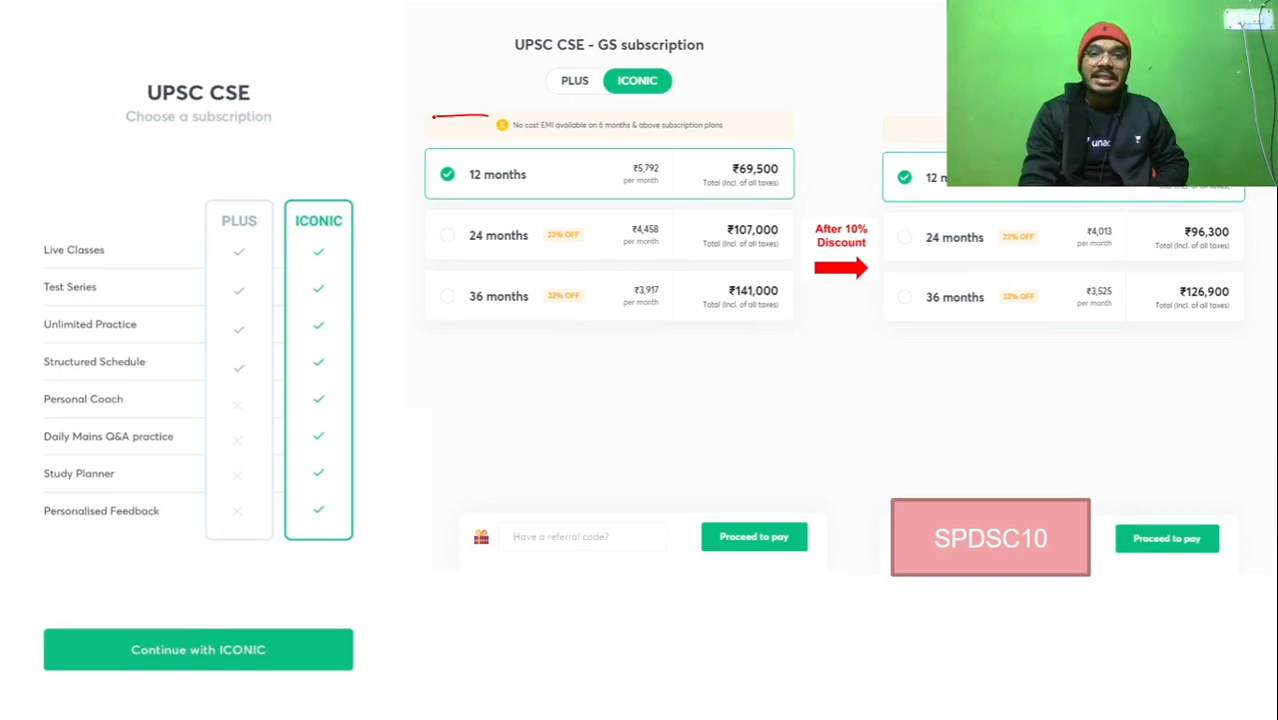 UPSC CSE
Choose a subscription
PLUS
ICONIC
Live Classes
Test Series
Unlimited Practice
Structured Schedule
Personal Coach
Daily Mains Q&A practice
Study Planner
Personalised Feedback
Continue with ICONIC
UPSC CSE - GS subscription
PLUS
ICONIC
No cost EMI available on 6 months & above subscription plans
12 months
₹5,792
per month
₹69,500
Total (Incl. of all taxes)
24 months
₹4,458
per month
₹107,000
Total (Incl. of all taxes)
36 months
32% OFF
₹3,917
per month
₹141,000
Total (Incl. of all taxes)
Have a referral code?
Proceed to pay
After 10%
Discount
12 m
24 months
₹4,013
per month
₹96,300
Total (Incl. of all taxes)
36 months
32% OFF
₹3,525
per month
₹126,900
Total (Incl. of all taxes)
SPDSC10
Proceed to pay
unac